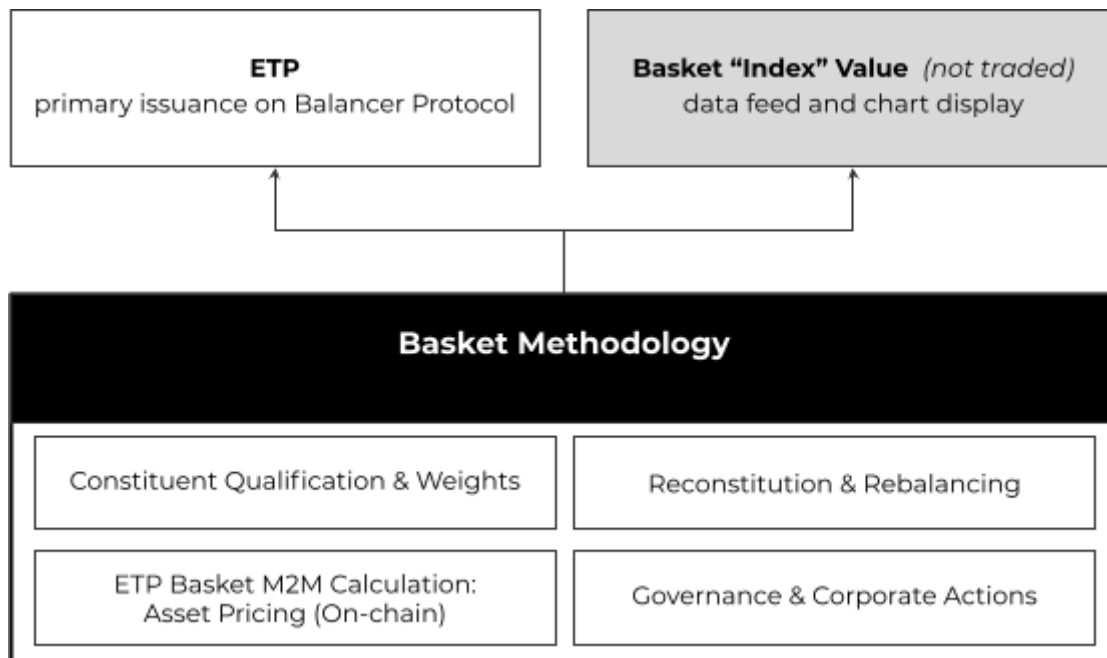 ETP
primary issuance on Balancer Protocol
Basket “Index” Value (not traded)
data feed and chart display
Basket Methodology
Constituent Qualification & Weights
Reconstitution & Rebalancing
ETP Basket M2M Calculation:
Asset Pricing (On-chain)
Governance & Corporate Actions